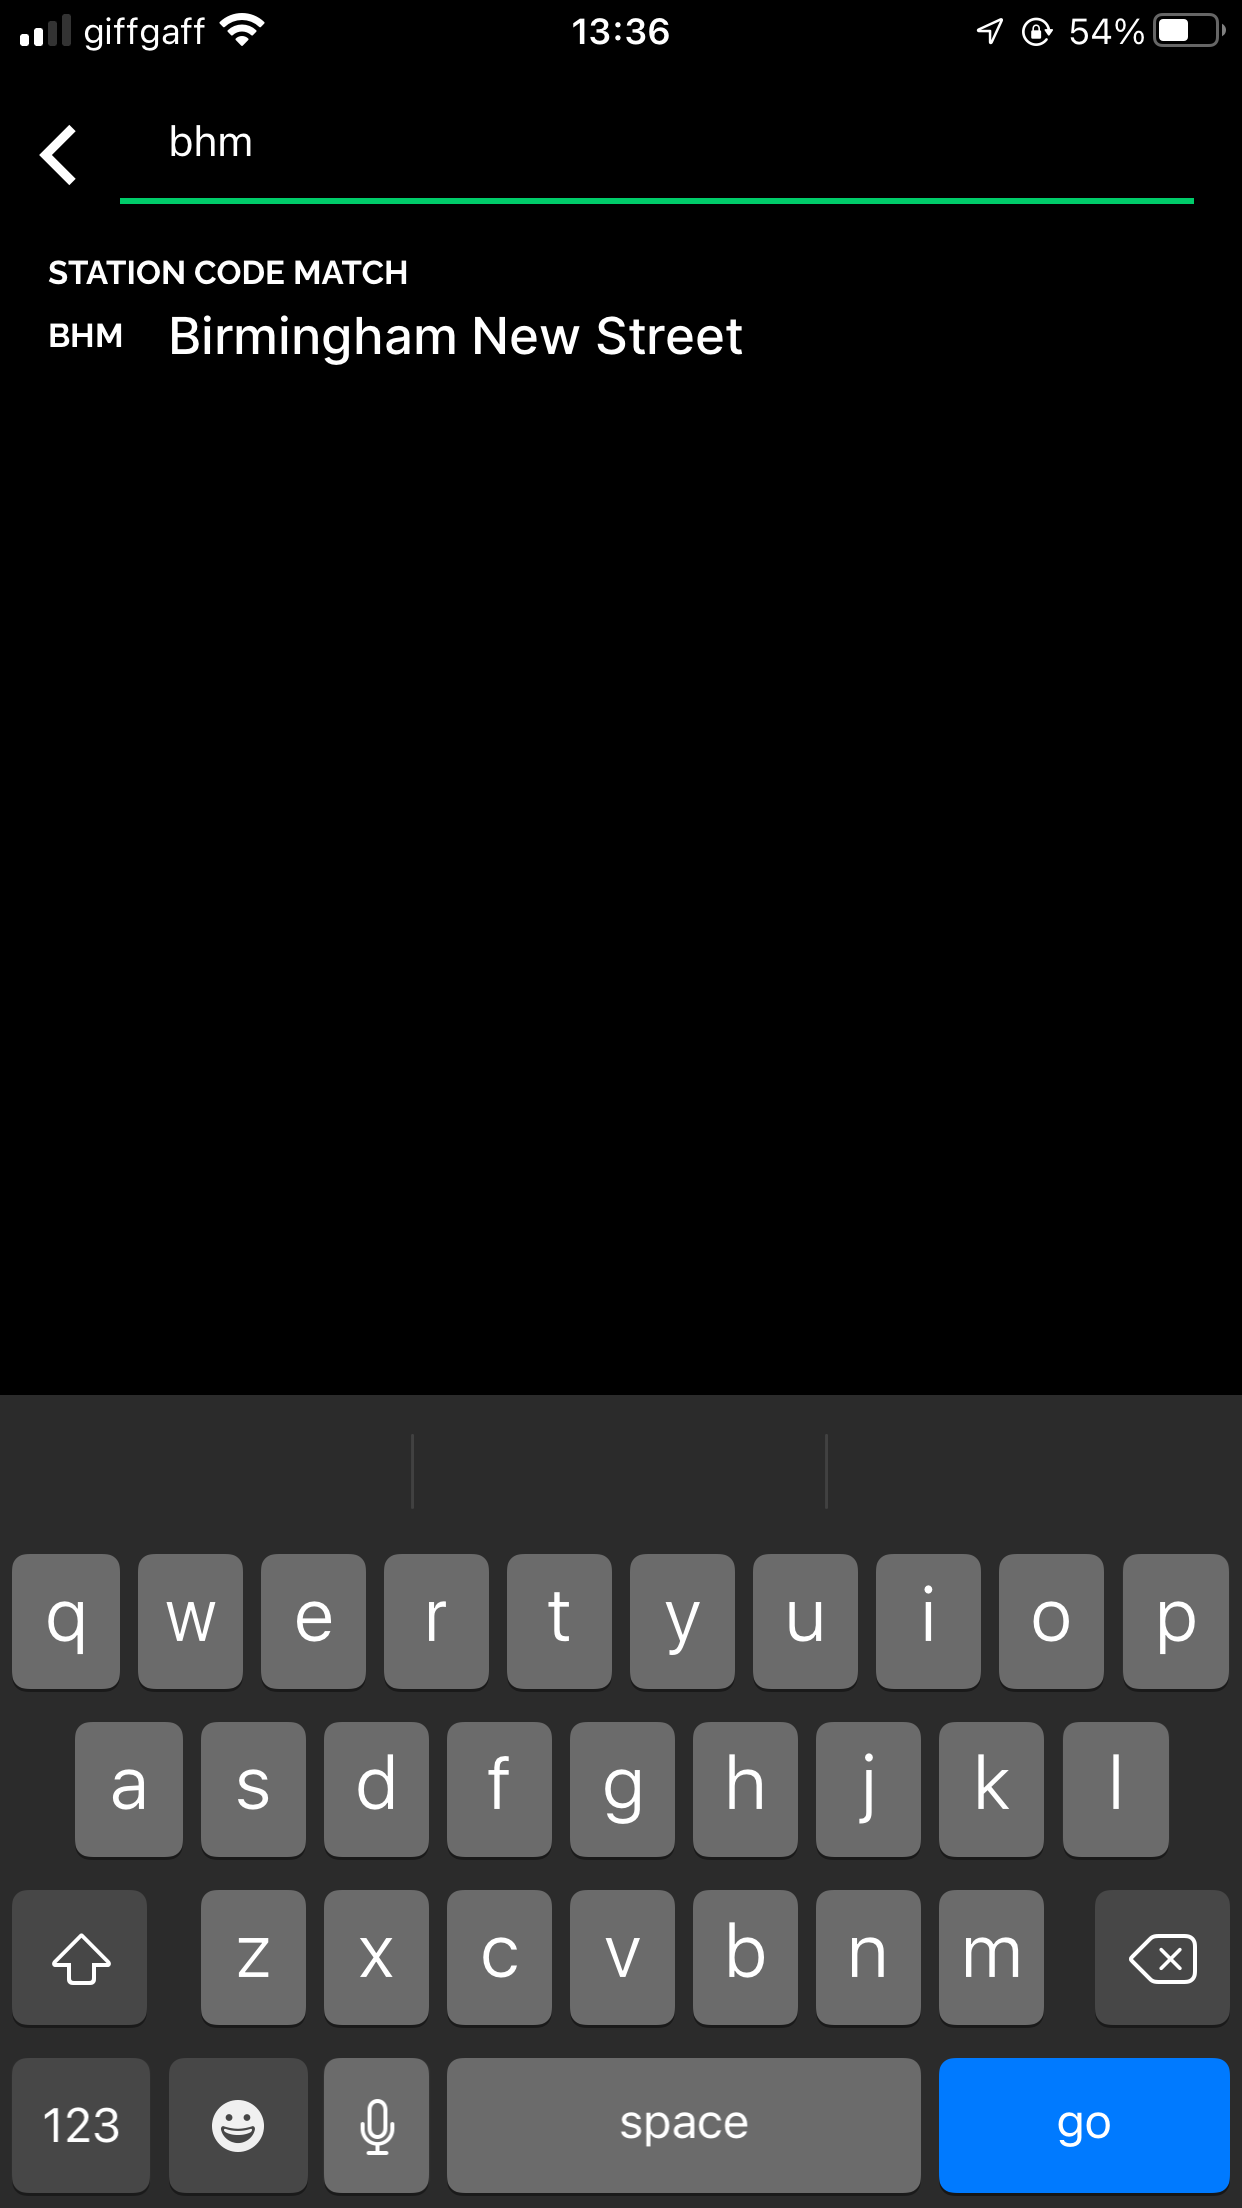 giffgaff 13:36 54%
bhm
STATION CODE MATCH
BHM Birmingham New Street
q w e r t y u i o p
a s d f g h j k l
z x c v b n m
123 space go